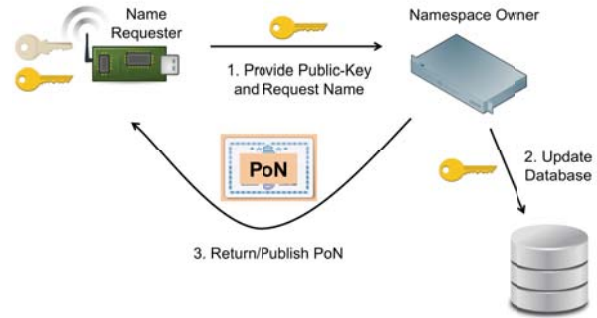 Name
Requester
Namespace Owner
1. Provide Public-Key
and Request Name
PoN
2. Update
Database
3. Return/Publish PoN